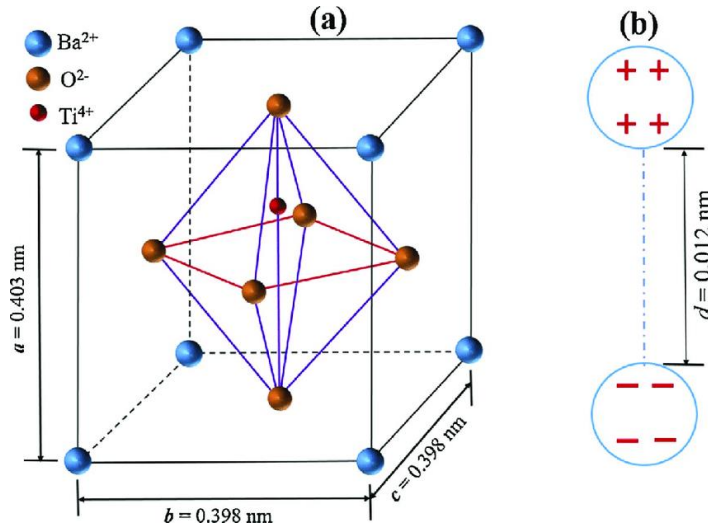 (a)
(b)
Ba²⁺
O²⁻
Ti⁴⁺
+ +
+ +
a = 0.403 nm
d = 0.012 nm
c = 0.398 nm
b = 0.398 nm
− −
− −